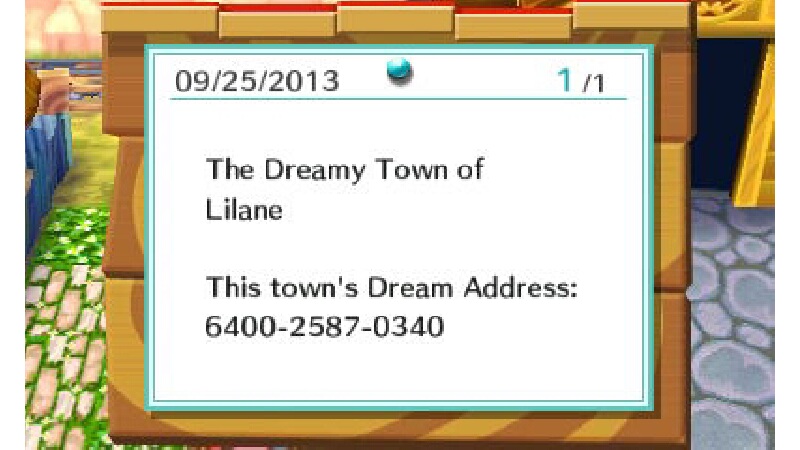 09/25/2013 1/1
The Dreamy Town of
Lilane
This town's Dream Address:
6400-2587-0340